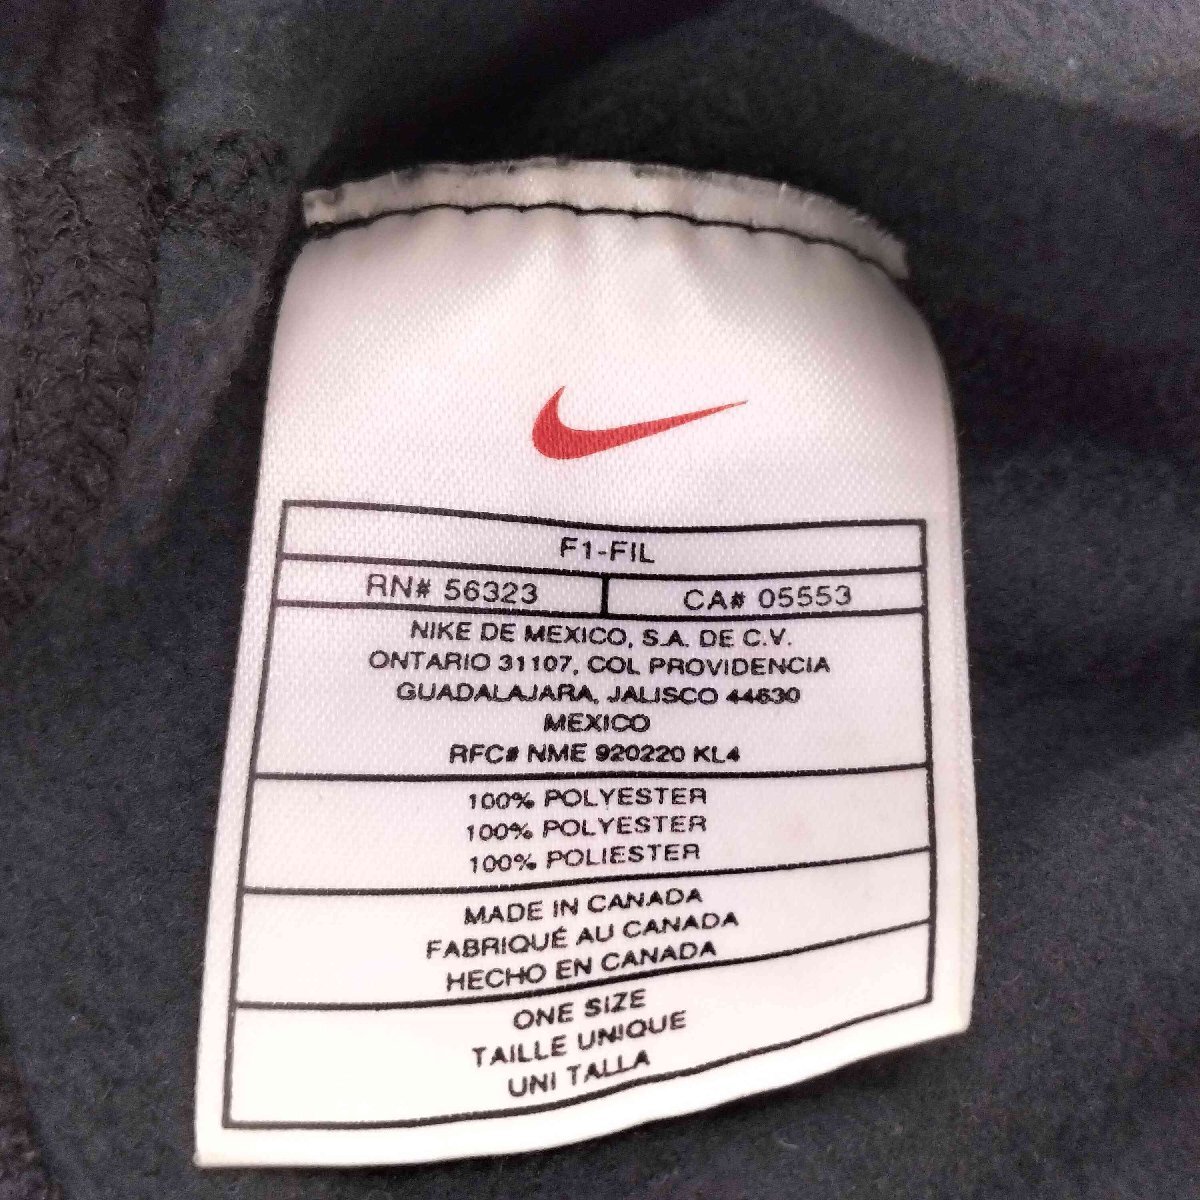 F1-FIL
RN# 56323
CA# 05553
NIKE DE MEXICO, S.A. DE C.V.
ONTARIO 31107, COL PROVIDENCIA
GUADALAJARA, JALISCO 44630
MEXICO
RFC# NME 920220 KL4
100% POLYESTER
100% POLYESTER
100% POLIESTER
MADE IN CANADA
FABRIQUÉ AU CANADA
HECHO EN CANADA
ONE SIZE
TAILLE UNIQUE
UNI TALLA